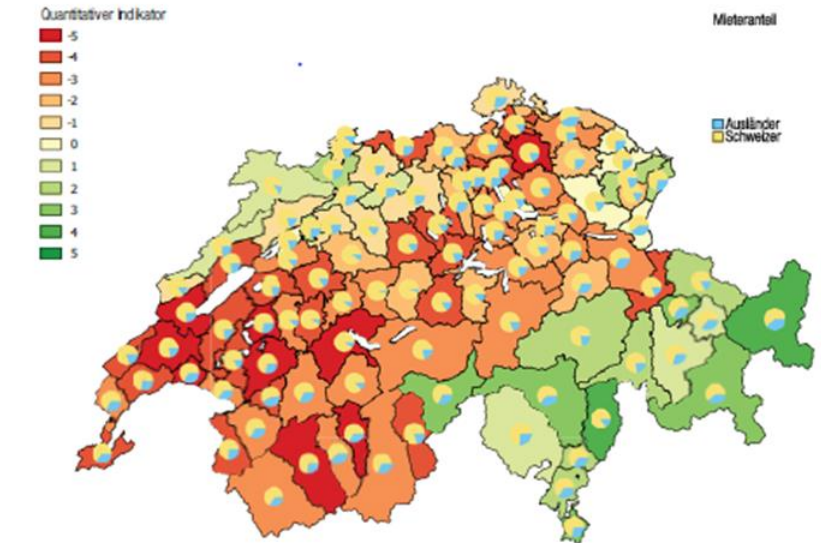 Quantitativer Indikator
-5
-4
-3
-2
-1
0
1
2
3
4
5
Mieteranteil
Ausländer
Schweizer